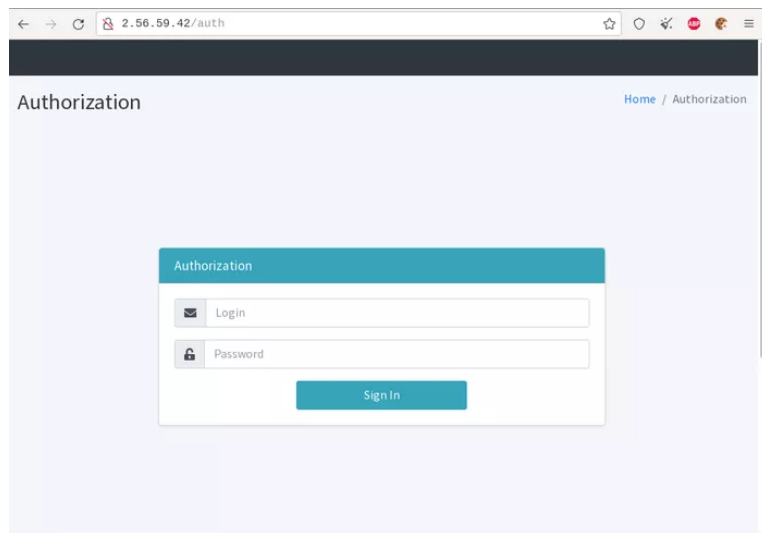 2.56.59.42/auth
ABP
Authorization
Home / Authorization
Authorization
Login
Password
Sign In